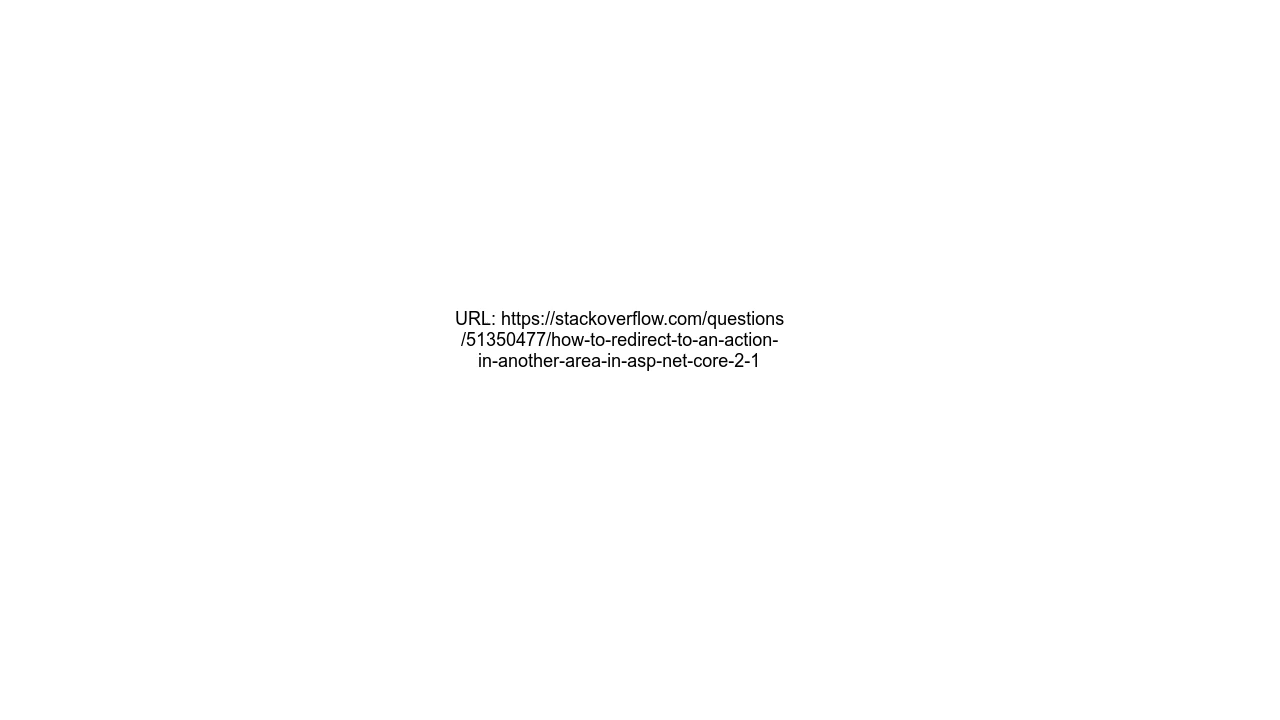 URL: https://stackoverflow.com/questions
/51350477/how-to-redirect-to-an-action-
in-another-area-in-asp-net-core-2-1